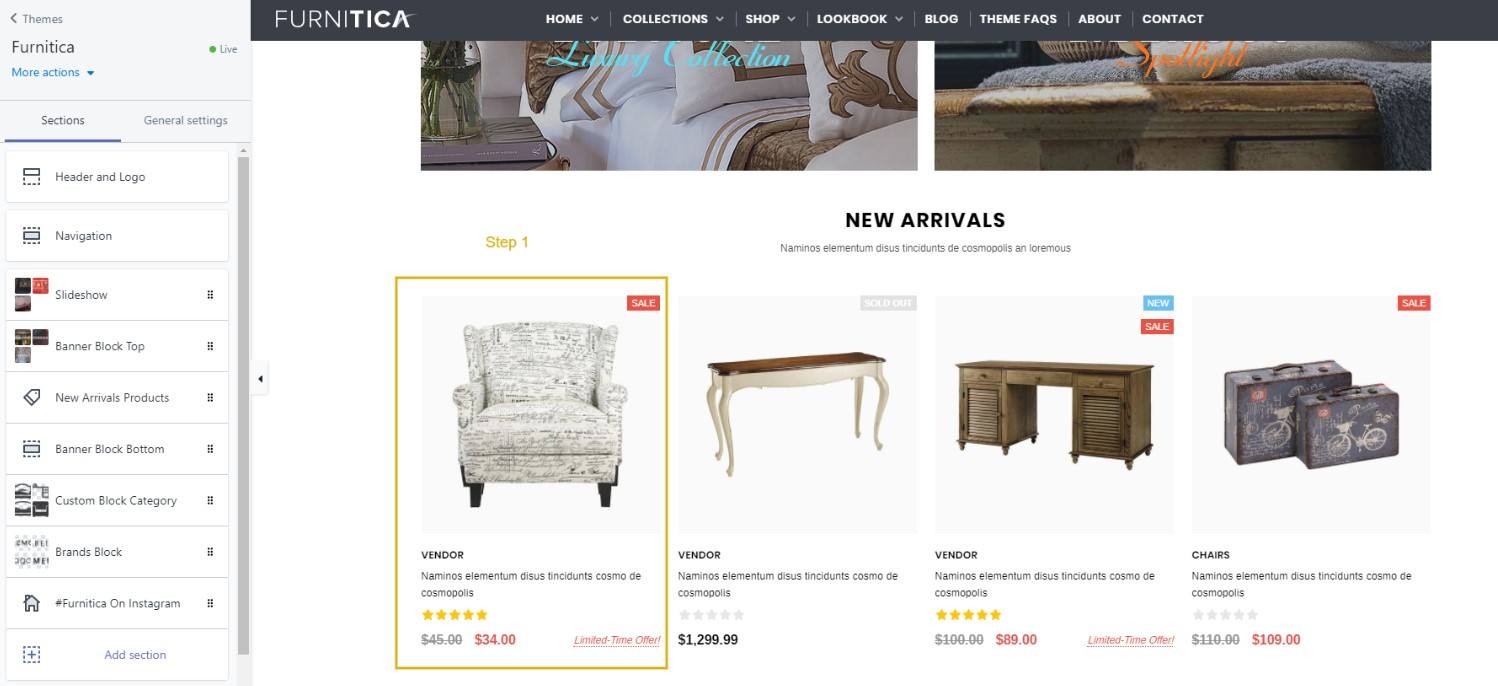 Themes
Furnitica
Live
More actions
Sections
General settings
Header and Logo
Navigation
Slideshow
Banner Block Top
New Arrivals Products
Banner Block Bottom
Custom Block Category
Brands Block
#Furnitica On Instagram
Add section
FURNITICA
HOME COLLECTIONS SHOP LOOKBOOK BLOG THEME FAQS ABOUT CONTACT
Luxury Collection
Spotlight
NEW ARRIVALS
Naminos elementum disus tincidunts de cosmopolis an loremous
Step 1
SALE
VENDOR
Naminos elementum disus tincidunts cosmo de
cosmopolis
$45.00 $34.00 Limited-Time Offer!
SOLD OUT
VENDOR
Naminos elementum disus tincidunts cosmo de
cosmopolis
$1,299.99
NEW
SALE
VENDOR
Naminos elementum disus tincidunts cosmo de
cosmopolis
$100.00 $89.00 Limited-Time Offer!
SALE
Paris
Paris
CHAIRS
Naminos elementum disus tincidunts cosmo de
cosmopolis
$110.00 $109.00